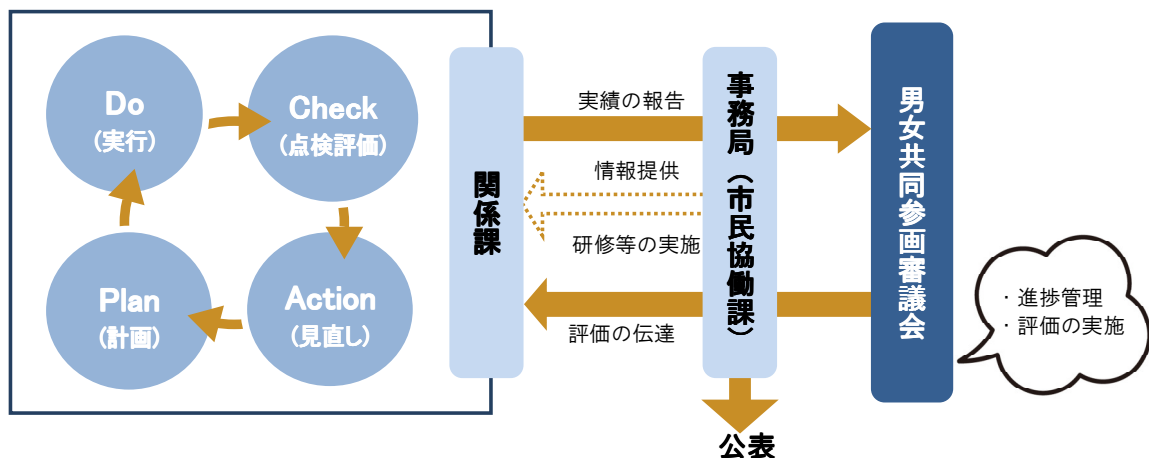 Do
(実行)
Check
(点検評価)
Plan
(計画)
Action
(見直し)
関係課
実績の報告
情報提供
研修等の実施
評価の伝達
事務局（市民協働課）
公表
男女共同参画審議会
・進捗管理
・評価の実施